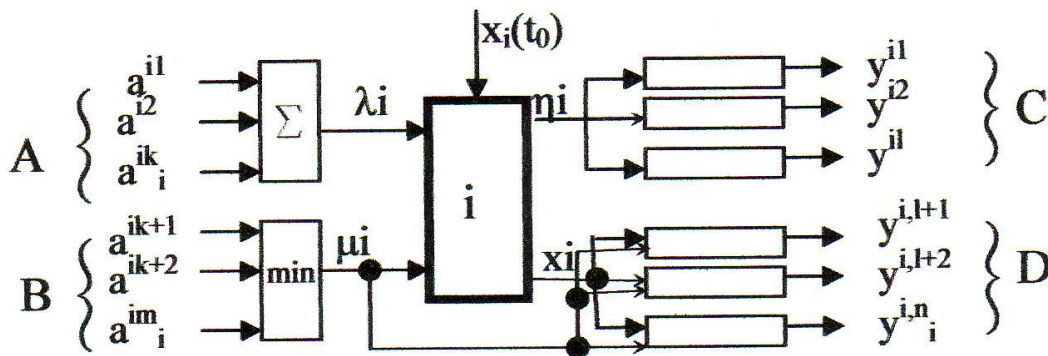 xᵢ(t₀)
A
aⁱ¹
aⁱ²
aⁱᵏᵢ
Σ
λi
i
ηi
yⁱ¹
yⁱ²
yⁱˡ
C
B
aⁱᵏ⁺¹
aⁱᵏ⁺²
aⁱᵐᵢ
min
μi
xi
yⁱ,ˡ⁺¹
yⁱ,ˡ⁺²
yⁱ,ⁿᵢ
D